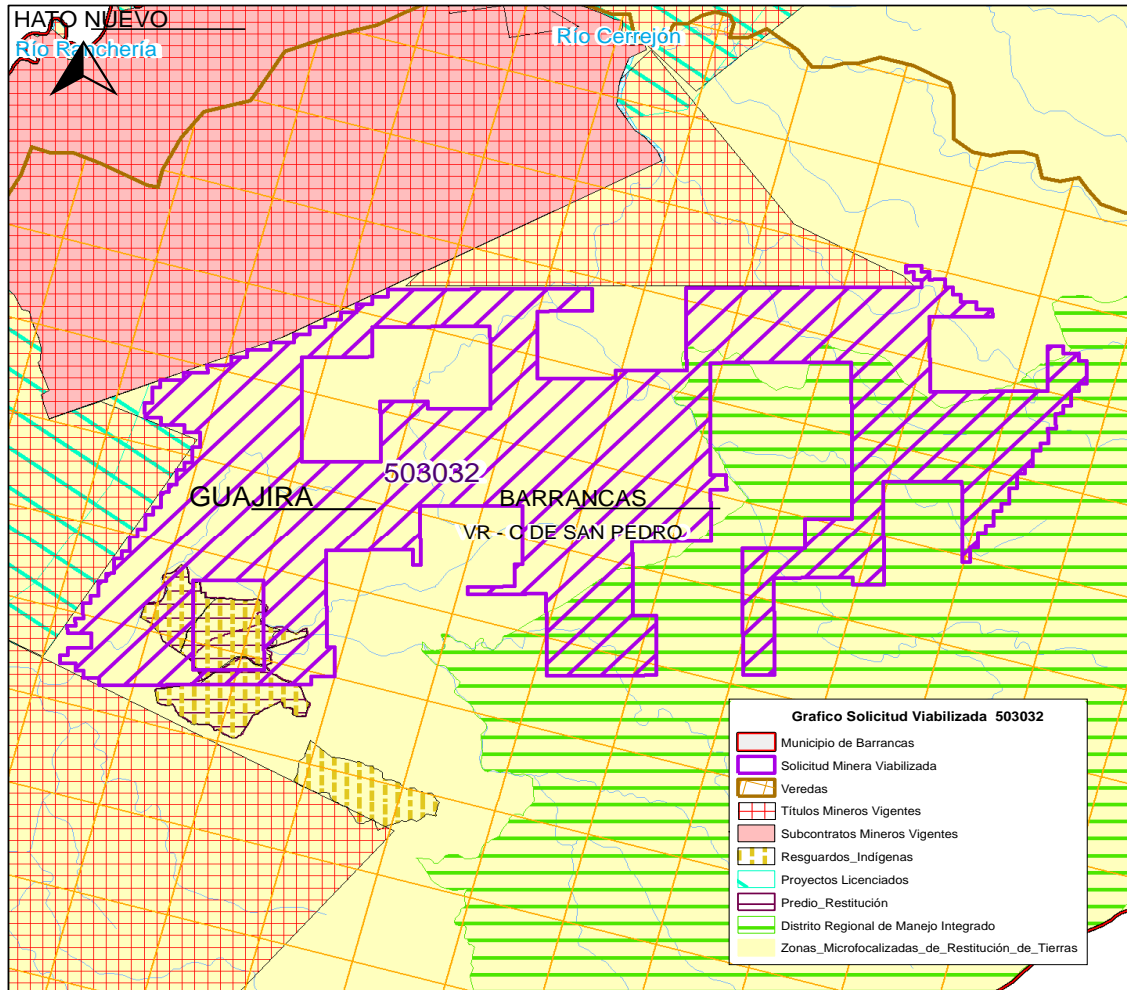 HATO NUEVO
Río Ranchería
Río Cerrejón
503032
GUAJIRA
BARRANCAS
VR - C DE SAN PEDRO
Grafico Solicitud Viabilizada 503032
Municipio de Barrancas
Solicitud Minera Viabilizada
Veredas
Títulos Mineros Vigentes
Subcontratos Mineros Vigentes
Resguardos_Indígenas
Proyectos Licenciados
Predio_Restitución
Distrito Regional de Manejo Integrado
Zonas_Microfocalizadas_de_Restitución_de_Tierras